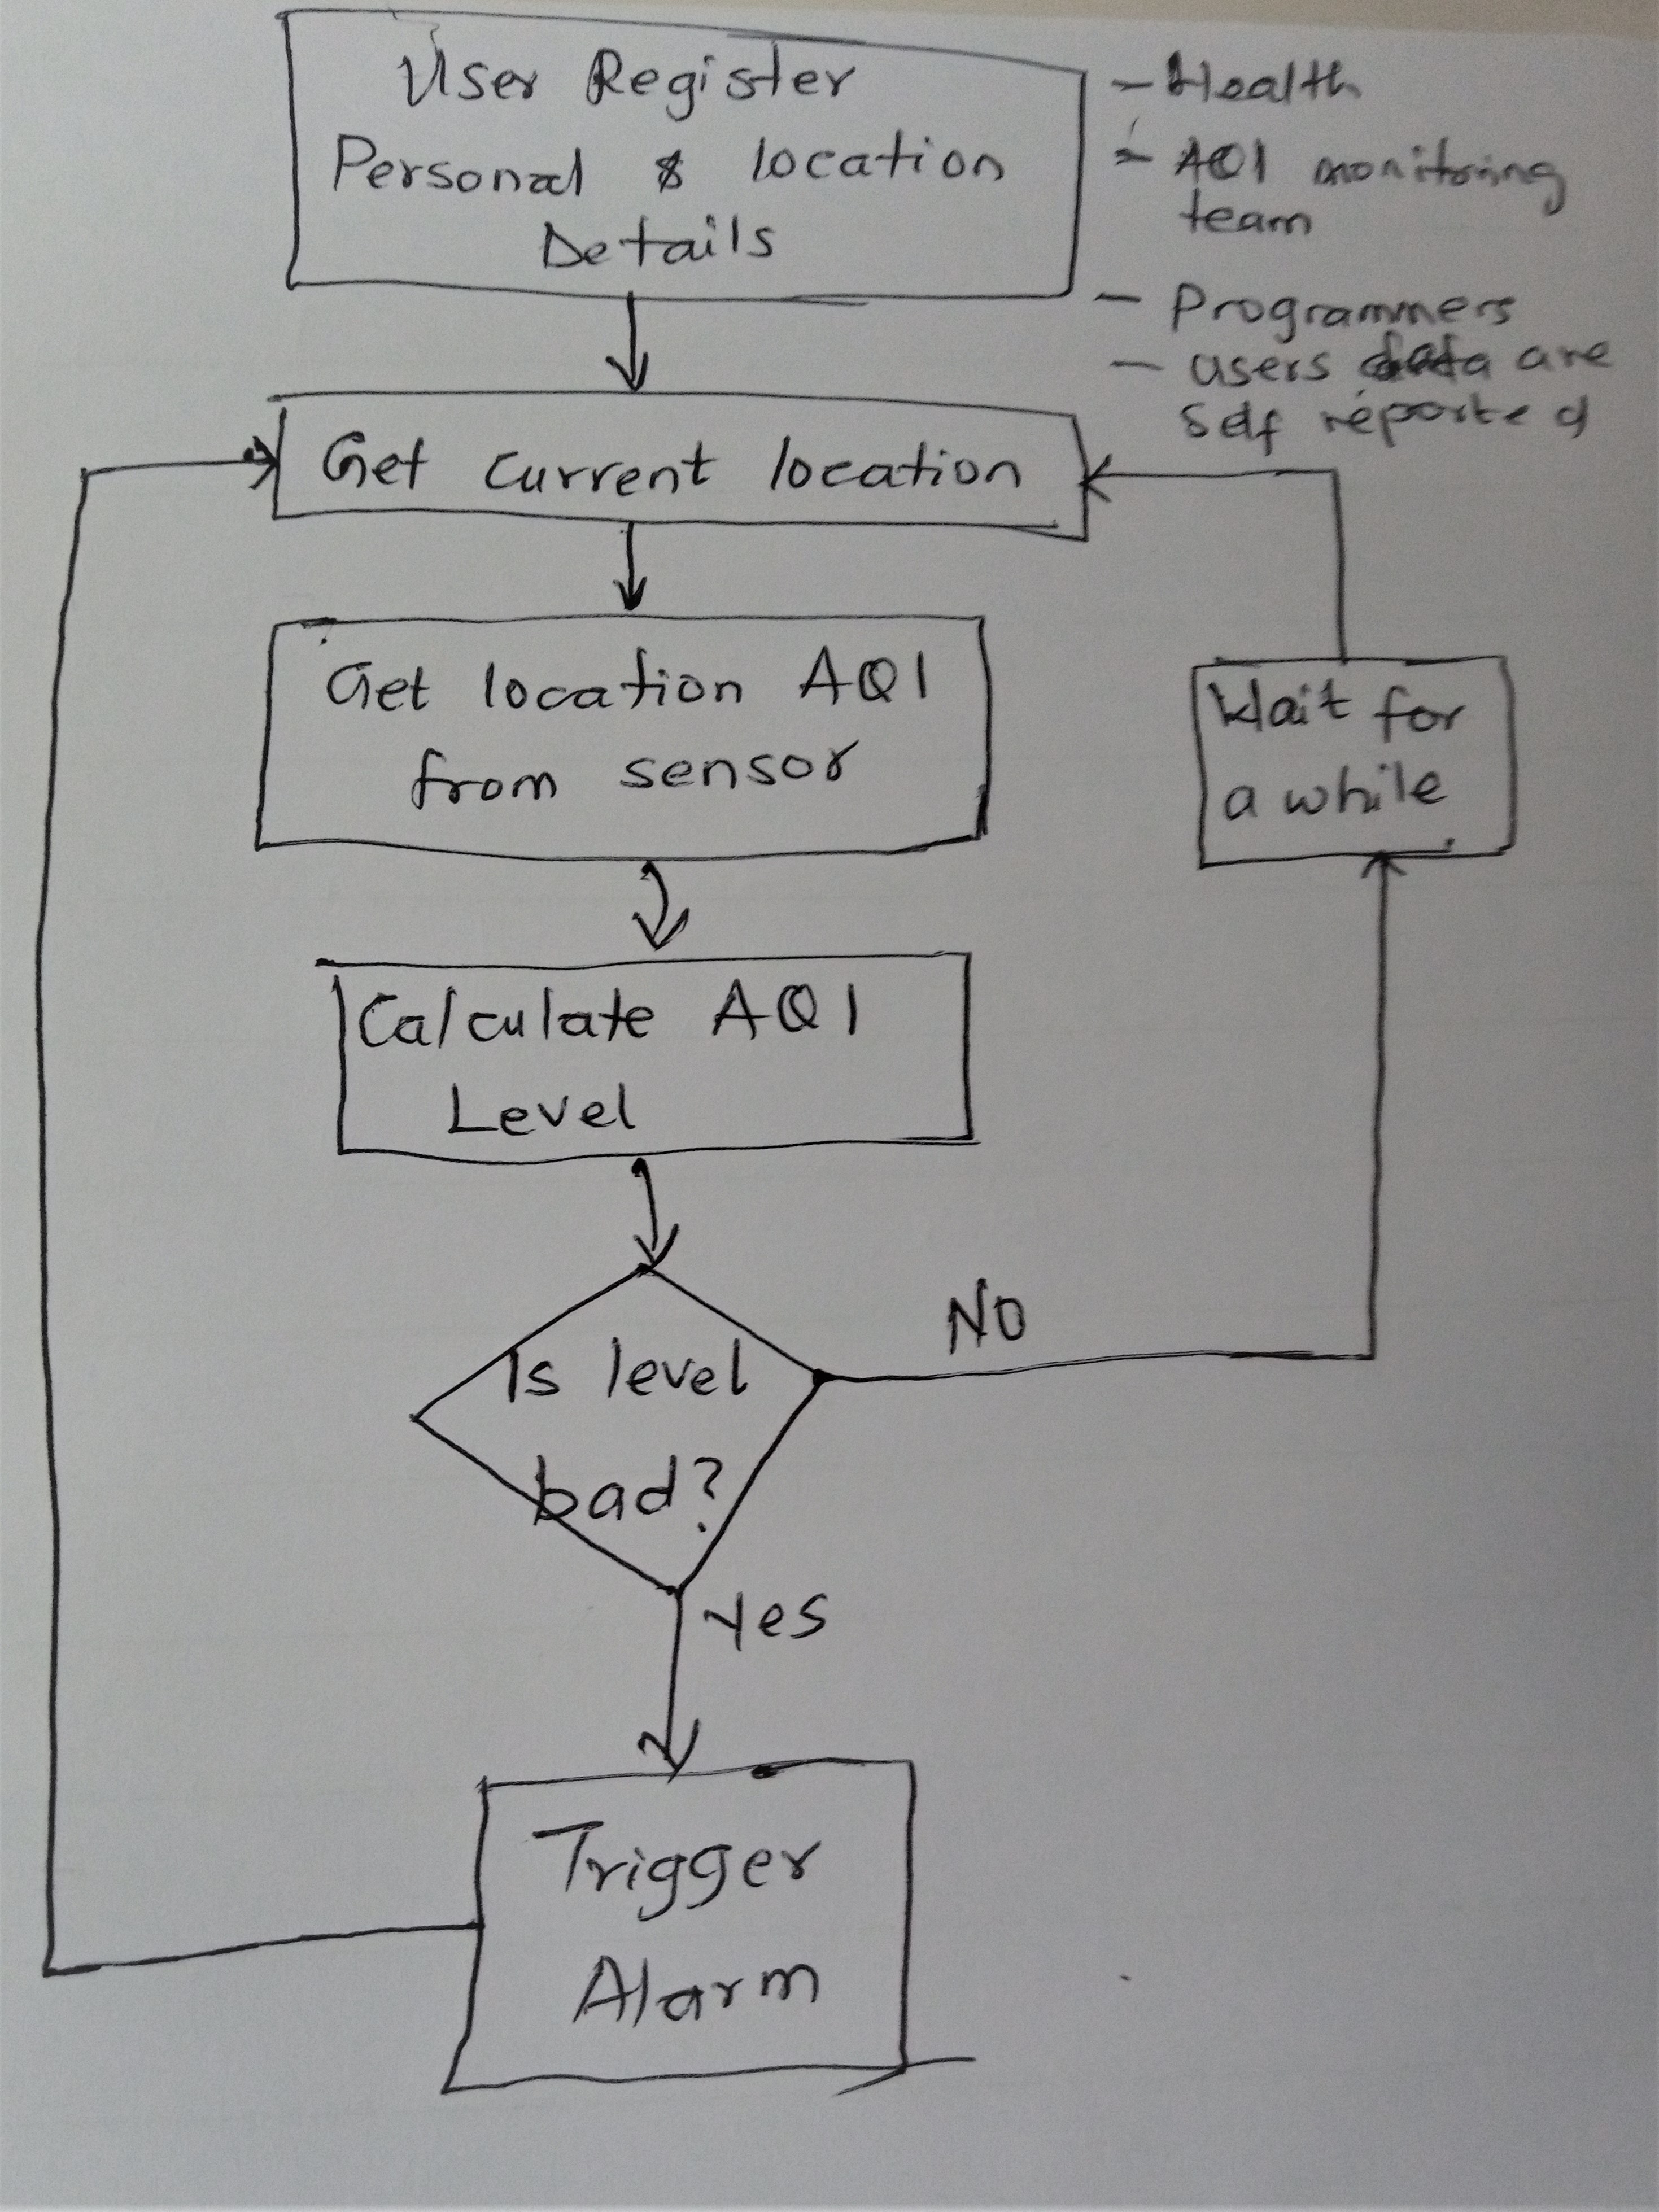 User Register
Personal & location
Details
- Health
- AQI monitoring
team
- Programmers
- users data are
self reported
Get current location
Get location AQI
from sensor
Wait for
a while
Calculate AQI
Level
Is level
bad?
NO
Yes
Trigger
Alarm